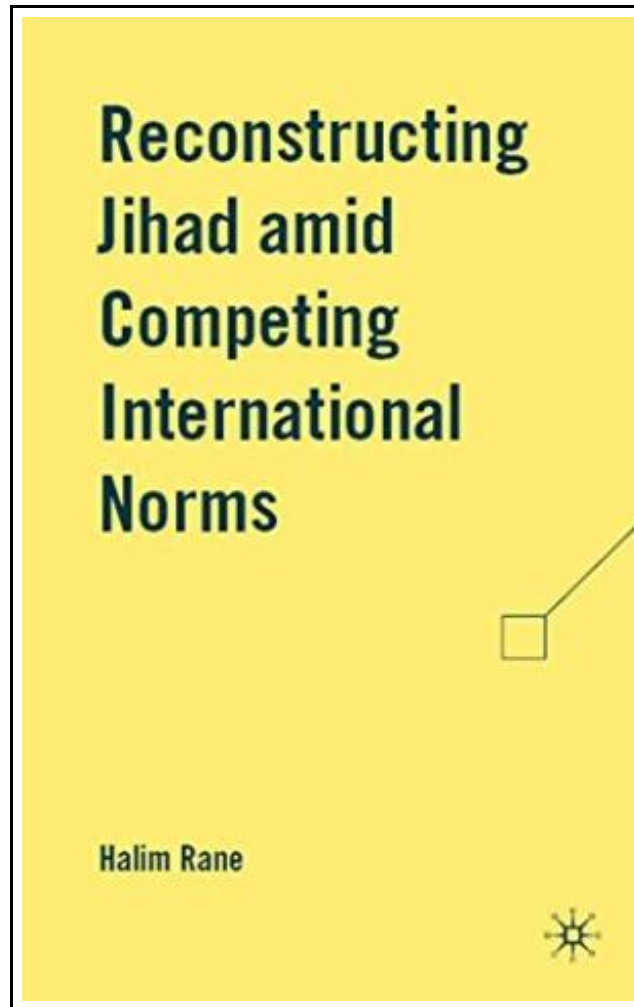 Reconstructing
Jihad amid
Competing
International
Norms
Halim Rane